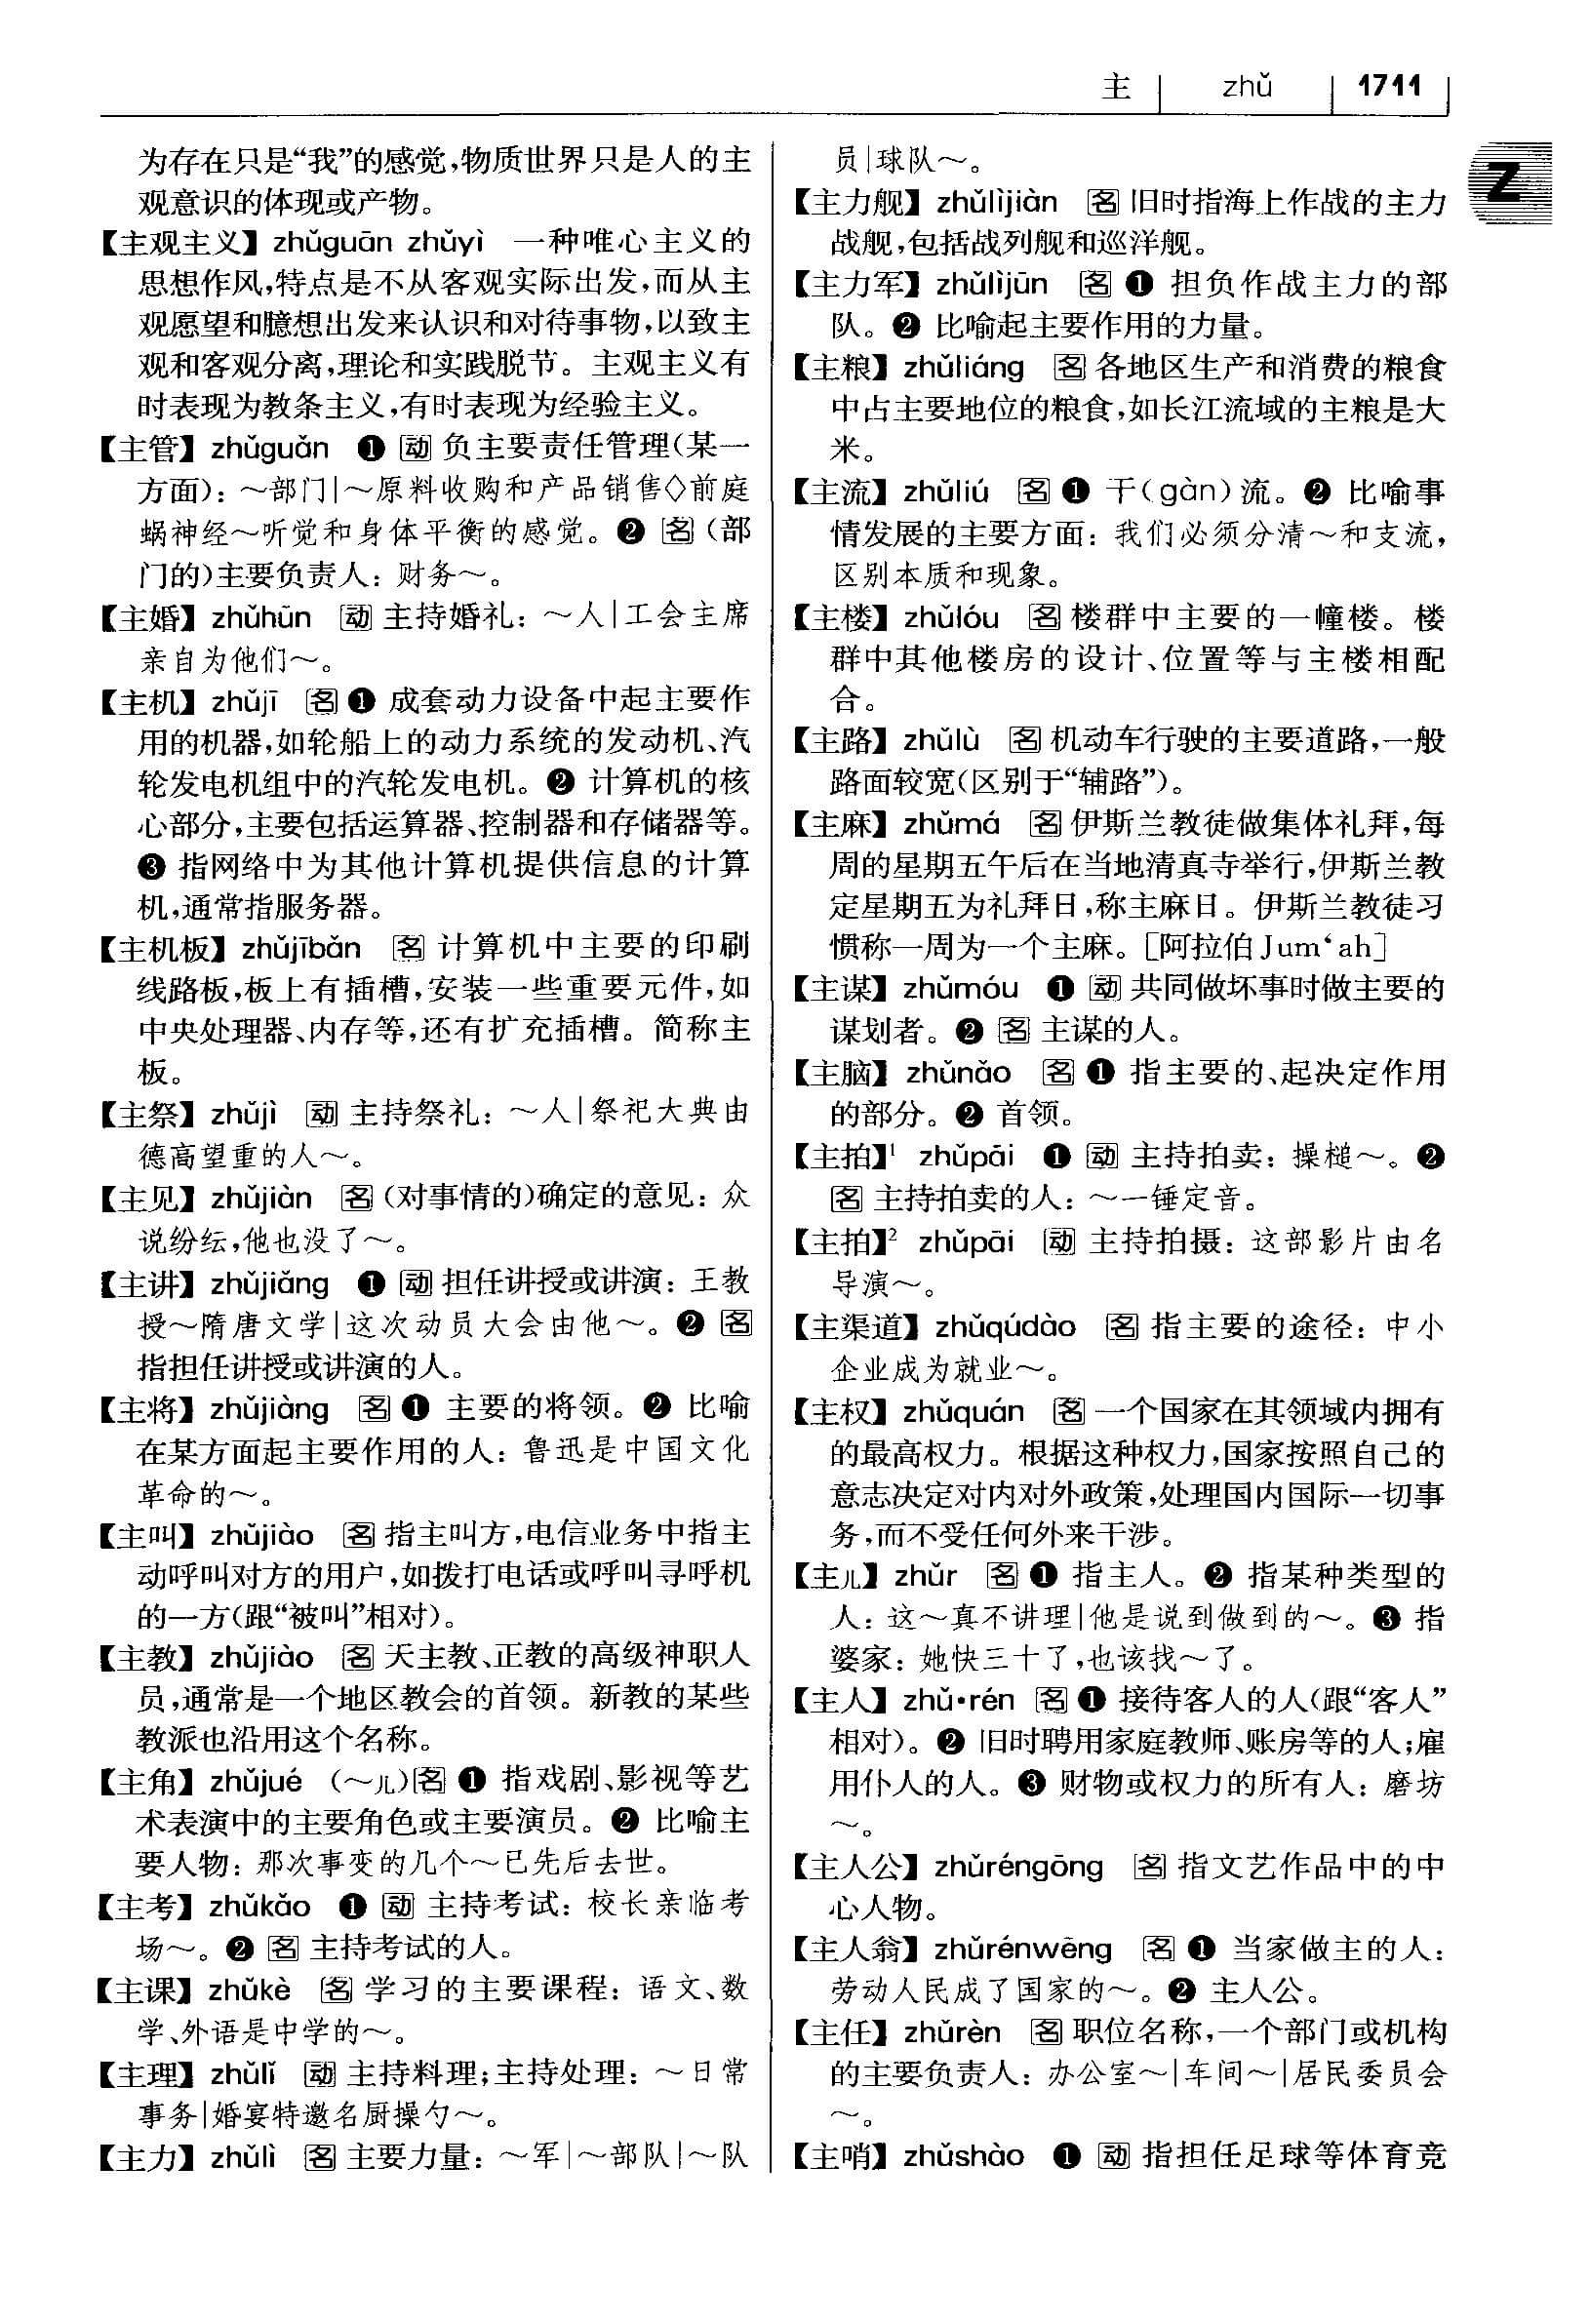 主 zhǔ 1711
Z
为存在只是“我”的感觉,物质世界只是人的主
观意识的体现或产物。
【主观主义】zhǔguān zhǔyì 一种唯心主义的
思想作风,特点是不从客观实际出发,而从主
观愿望和臆想出发来认识和对待事物,以致主
观和客观分离,理论和实践脱节。主观主义有
时表现为教条主义,有时表现为经验主义。
【主管】zhǔguǎn ❶ 动 负主要责任管理(某一
方面):~部门|~原料收购和产品销售◇前庭
蜗神经~听觉和身体平衡的感觉。❷ 名 (部
门的)主要负责人:财务~。
【主婚】zhǔhūn 动 主持婚礼:~人|工会主席
亲自为他们~。
【主机】zhǔjī 名 ❶ 成套动力设备中起主要作
用的机器,如轮船上的动力系统的发动机、汽
轮发电机组中的汽轮发电机。❷ 计算机的核
心部分,主要包括运算器、控制器和存储器等。
❸ 指网络中为其他计算机提供信息的计算
机,通常指服务器。
【主机板】zhǔjībǎn 名 计算机中主要的印刷
线路板,板上有插槽,安装一些重要元件,如
中央处理器、内存等,还有扩充插槽。简称主
板。
【主祭】zhǔjì 动 主持祭礼:~人|祭祀大典由
德高望重的人~。
【主见】zhǔjiàn 名 (对事情的)确定的意见:众
说纷纭,他也没了~。
【主讲】zhǔjiǎng ❶ 动 担任讲授或讲演:王教
授~隋唐文学|这次动员大会由他~。❷ 名
指担任讲授或讲演的人。
【主将】zhǔjiàng 名 ❶ 主要的将领。❷ 比喻
在某方面起主要作用的人:鲁迅是中国文化
革命的~。
【主叫】zhǔjiào 名 指主叫方,电信业务中指主
动呼叫对方的用户,如拨打电话或呼叫寻呼机
的一方(跟“被叫”相对)。
【主教】zhǔjiào 名 天主教、正教的高级神职人
员,通常是一个地区教会的首领。新教的某些
教派也沿用这个名称。
【主角】zhǔjué (~儿)名 ❶ 指戏剧、影视等艺
术表演中的主要角色或主要演员。❷ 比喻主
要人物:那次事变的几个~已先后去世。
【主考】zhǔkǎo ❶ 动 主持考试:校长亲临考
场~。❷ 名 主持考试的人。
【主课】zhǔkè 名 学习的主要课程:语文、数
学、外语是中学的~。
【主理】zhǔlǐ 动 主持料理;主持处理:~日常
事务|婚宴特邀名厨操勺~。
【主力】zhǔlì 名 主要力量:~军|~部队|~队
员|球队~。
【主力舰】zhǔlìjiàn 名 旧时指海上作战的主力
战舰,包括战列舰和巡洋舰。
【主力军】zhǔlìjūn 名 ❶ 担负作战主力的部
队。❷ 比喻起主要作用的力量。
【主粮】zhǔliáng 名 各地区生产和消费的粮食
中占主要地位的粮食,如长江流域的主粮是大
米。
【主流】zhǔliú 名 ❶ 干(gàn)流。❷ 比喻事
情发展的主要方面:我们必须分清~和支流,
区别本质和现象。
【主楼】zhǔlóu 名 楼群中主要的一幢楼。楼
群中其他楼房的设计、位置等与主楼相配
合。
【主路】zhǔlù 名 机动车行驶的主要道路,一般
路面较宽(区别于“辅路”)。
【主麻】zhǔmá 名 伊斯兰教徒做集体礼拜,每
周的星期五午后在当地清真寺举行,伊斯兰教
定星期五为礼拜日,称主麻日。伊斯兰教徒习
惯称一周为一个主麻。[阿拉伯Jum‘ah]
【主谋】zhǔmóu ❶ 动 共同做坏事时做主要的
谋划者。❷ 名 主谋的人。
【主脑】zhǔnǎo 名 ❶ 指主要的、起决定作用
的部分。❷ 首领。
【主拍】¹ zhǔpāi ❶ 动 主持拍卖:操槌~。❷
名 主持拍卖的人:~一锤定音。
【主拍】² zhǔpāi 动 主持拍摄:这部影片由名
导演~。
【主渠道】zhǔqúdào 名 指主要的途径:中小
企业成为就业~。
【主权】zhǔquán 名 一个国家在其领域内拥有
的最高权力。根据这种权力,国家按照自己的
意志决定对内对外政策,处理国内国际一切事
务,而不受任何外来干涉。
【主儿】zhǔr 名 ❶ 指主人。❷ 指某种类型的
人:这~真不讲理|他是说到做到的~。❸ 指
婆家:她快三十了,也该找~了。
【主人】zhǔ•rén 名 ❶ 接待客人的人(跟“客人”
相对)。❷ 旧时聘用家庭教师、账房等的人;雇
用仆人的人。❸ 财物或权力的所有人:磨坊
~。
【主人公】zhǔréngōng 名 指文艺作品中的中
心人物。
【主人翁】zhǔrénwēng 名 ❶ 当家做主的人:
劳动人民成了国家的~。❷ 主人公。
【主任】zhǔrèn 名 职位名称,一个部门或机构
的主要负责人:办公室~|车间~|居民委员会
~。
【主哨】zhǔshào ❶ 动 指担任足球等体育竞